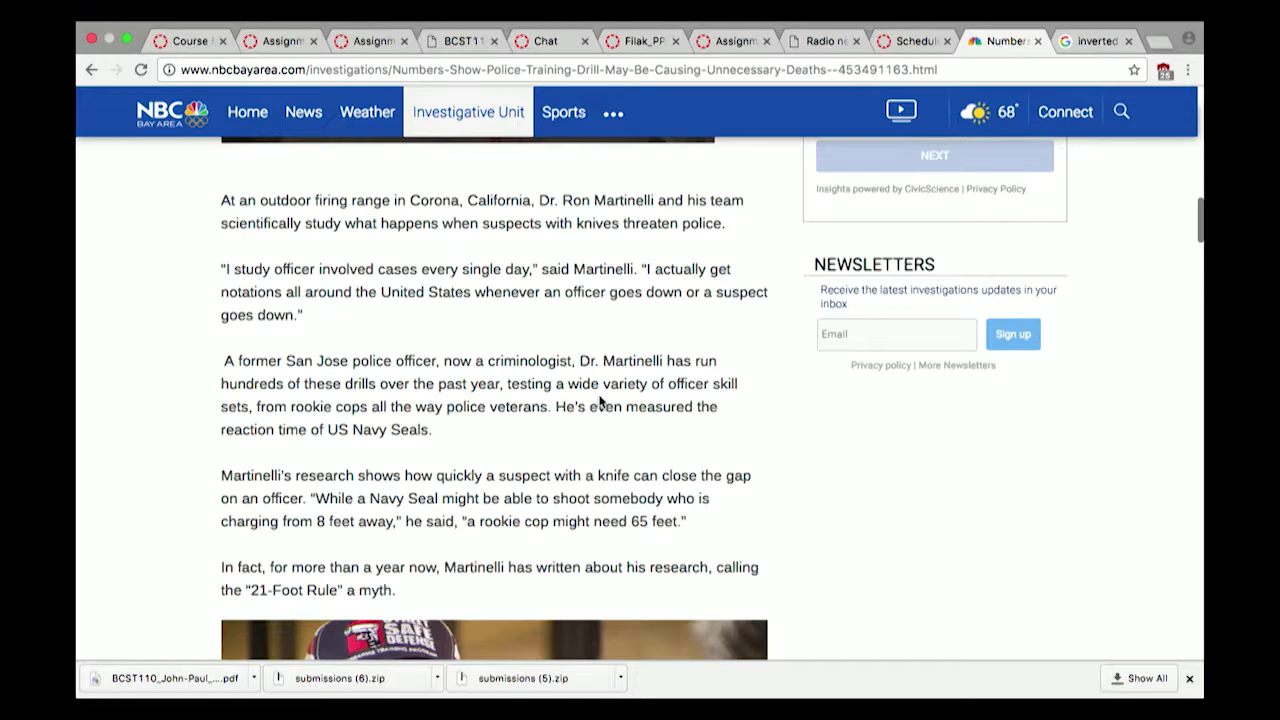 Course
Assignm
Assignm
BCST11
Chat
Filak_PP
Assignm
Radio ne
Schedul
Number
inverted
www.nbcbayarea.com/investigations/Numbers-Show-Police-Training-Drill-May-Be-Causing-Unnecessary-Deaths--453491163.html
25
NBC
BAY AREA
Home
News
Weather
Investigative Unit
Sports
68°
Connect
NEXT
Insights powered by CivicScience | Privacy Policy
At an outdoor firing range in Corona, California, Dr. Ron Martinelli and his team
scientifically study what happens when suspects with knives threaten police.
“I study officer involved cases every single day,” said Martinelli. “I actually get
notations all around the United States whenever an officer goes down or a suspect
goes down.”
A former San Jose police officer, now a criminologist, Dr. Martinelli has run
hundreds of these drills over the past year, testing a wide variety of officer skill
sets, from rookie cops all the way police veterans. He's even measured the
reaction time of US Navy Seals.
Martinelli's research shows how quickly a suspect with a knife can close the gap
on an officer. “While a Navy Seal might be able to shoot somebody who is
charging from 8 feet away,” he said, “a rookie cop might need 65 feet.”
In fact, for more than a year now, Martinelli has written about his research, calling
the “21-Foot Rule” a myth.
NEWSLETTERS
Receive the latest investigations updates in your
inbox
Email
Sign up
Privacy policy | More Newsletters
SAFE
DEFENSE
BCST110_John-Paul_....pdf
submissions (6).zip
submissions (5).zip
Show All